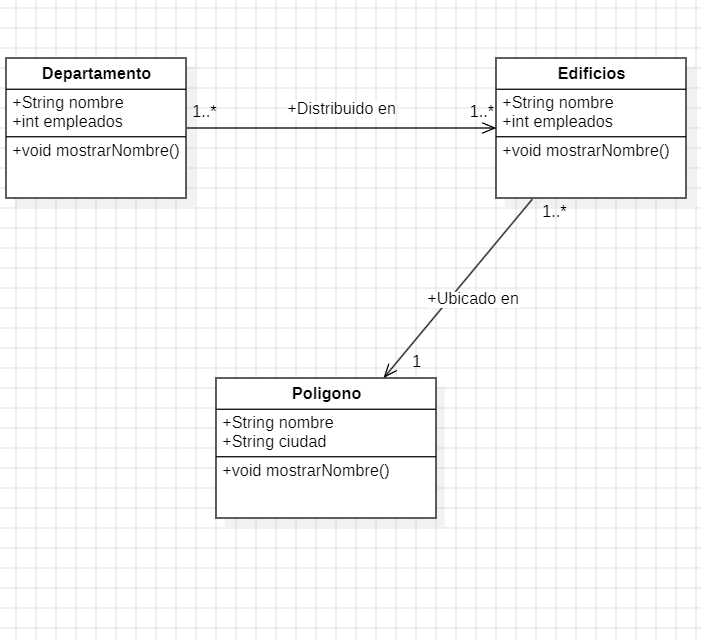 Departamento
+String nombre
+int empleados
+void mostrarNombre()
1..*
+Distribuido en
1..*
Edificios
+String nombre
+int empleados
+void mostrarNombre()
1..*
+Ubicado en
1
Poligono
+String nombre
+String ciudad
+void mostrarNombre()